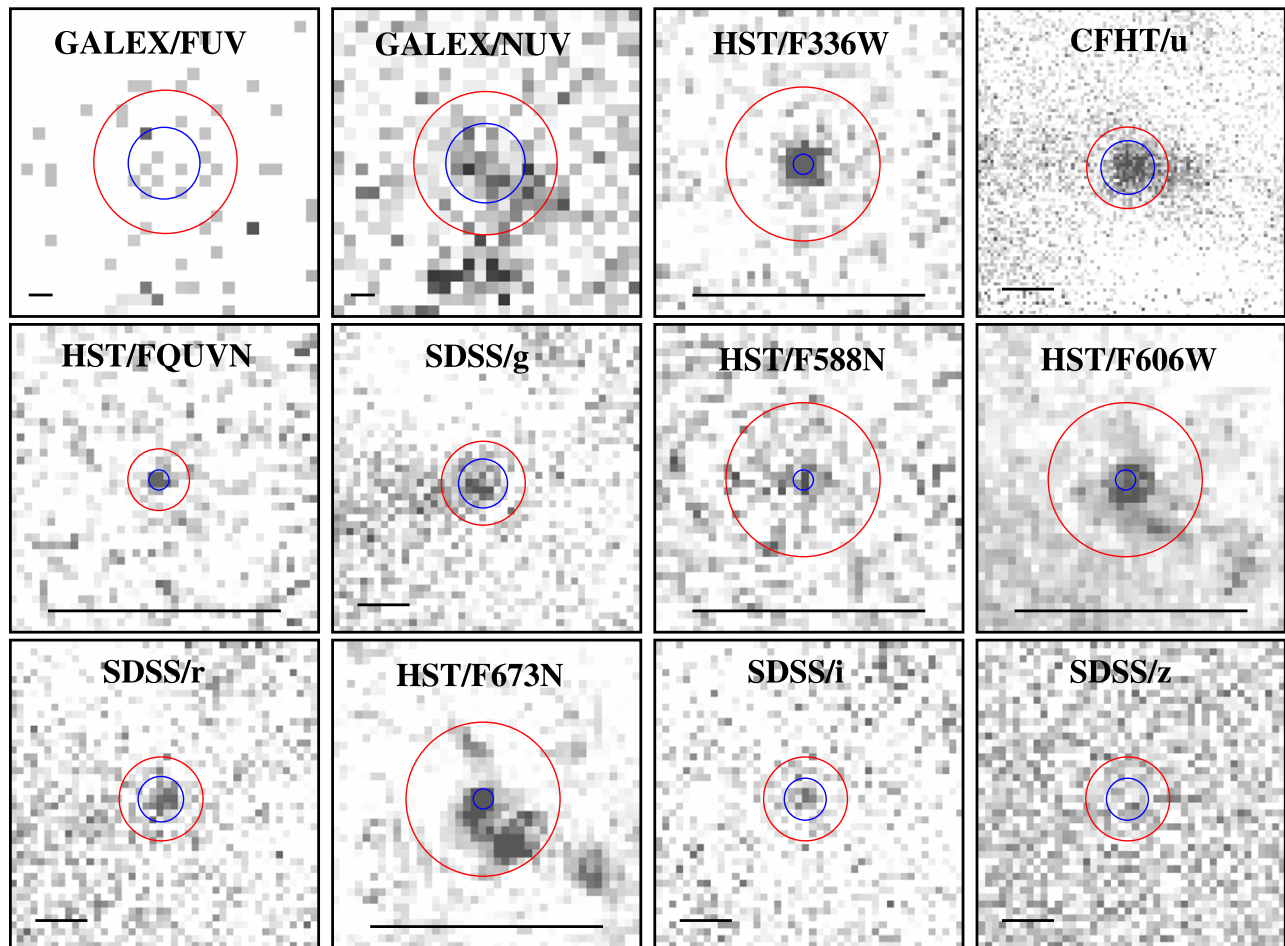 GALEX/FUV
GALEX/NUV
HST/F336W
CFHT/u
HST/FQUVN
SDSS/g
HST/F588N
HST/F606W
SDSS/r
HST/F673N
SDSS/i
SDSS/z